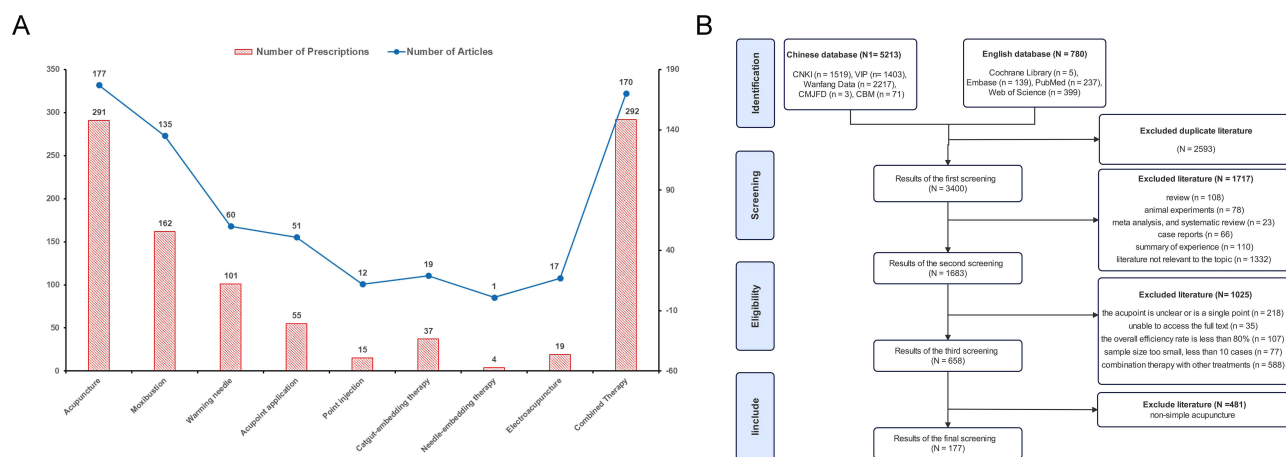 A
Number of Prescriptions
Number of Articles
350
300
250
200
150
100
50
0
190
140
90
40
-10
-60
177
291
135
162
60
101
51
55
12
15
19
37
1
4
17
19
170
292
Acupuncture
Moxibustion
Warming needle
Acupoint application
Point injection
Catgut-embedding therapy
Needle-embedding therapy
Electroacupuncture
Combined Therapy
B
Identification
Chinese database (N1= 5213)
CNKI (n = 1519), VIP (n= 1403),
Wanfang Data (n = 2217),
CMJFD (n = 3), CBM (n = 71)
English database (N = 780)
Cochrane Library (n = 5),
Embase (n = 139), PubMed (n = 237),
Web of Science (n = 399)
Excluded duplicate literature
(N = 2593)
Screening
Results of the first screening
(N = 3400)
Excluded literature (N = 1717)
review (n = 108)
animal experiments (n = 78)
meta analysis, and systematic review (n = 23)
case reports (n = 66)
summary of experience (n = 110)
literature not relevant to the topic (n = 1332)
Results of the second screening
(N = 1683)
Eligibility
Excluded literature (N= 1025)
the acupoint is unclear or is a single point (n = 218)
unable to access the full text (n = 35)
the overall efficiency rate is less than 80% (n = 107)
sample size too small, less than 10 cases (n = 77)
combination therapy with other treatments (n = 588)
Results of the third screening
(N = 658)
Iinclude
Exclude literature (N =481)
non-simple acupuncture
Results of the final screening
(N = 177)